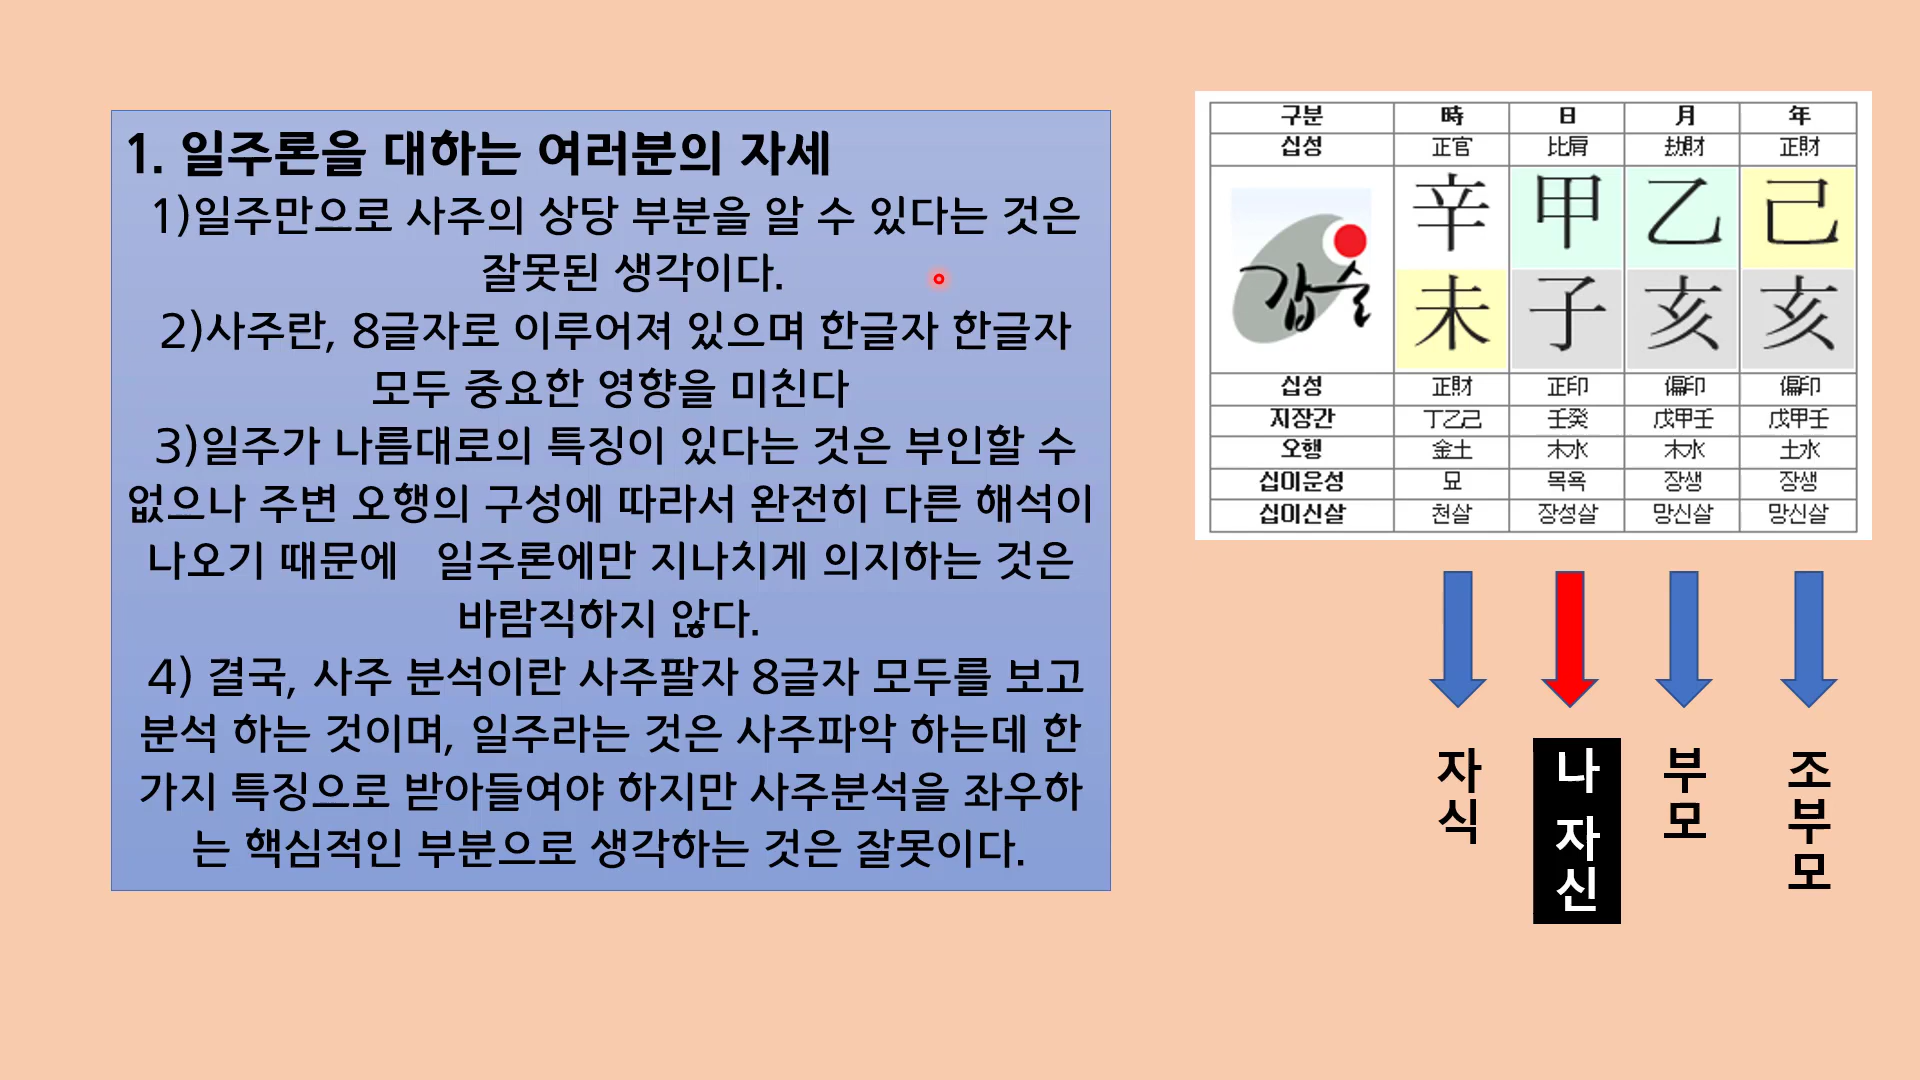 1. 일주론을 대하는 여러분의 자세
1)일주만으로 사주의 상당 부분을 알 수 있다는 것은
잘못된 생각이다.
2)사주란, 8글자로 이루어져 있으며 한글자 한글자
모두 중요한 영향을 미친다
3)일주가 나름대로의 특징이 있다는 것은 부인할 수
없으나 주변 오행의 구성에 따라서 완전히 다른 해석이
나오기 때문에 일주론에만 지나치게 의지하는 것은
바람직하지 않다.
4) 결국, 사주 분석이란 사주팔자 8글자 모두를 보고
분석 하는 것이며, 일주라는 것은 사주파악 하는데 한
가지 특징으로 받아들여야 하지만 사주분석을 좌우하
는 핵심적인 부분으로 생각하는 것은 잘못이다.
구분 時 日 月 年
십성 正官 比肩 劫財 正財
辛 甲 乙 己
갑슬
未 子 亥 亥
십성 正財 正印 偏印 偏印
지장간 丁乙己 壬癸 戊甲壬 戊甲壬
오행 金土 木水 木水 土水
십이운성 묘 목욕 장생 장생
십이신살 천살 장성살 망신살 망신살
자식
나 자신
부모
조부모